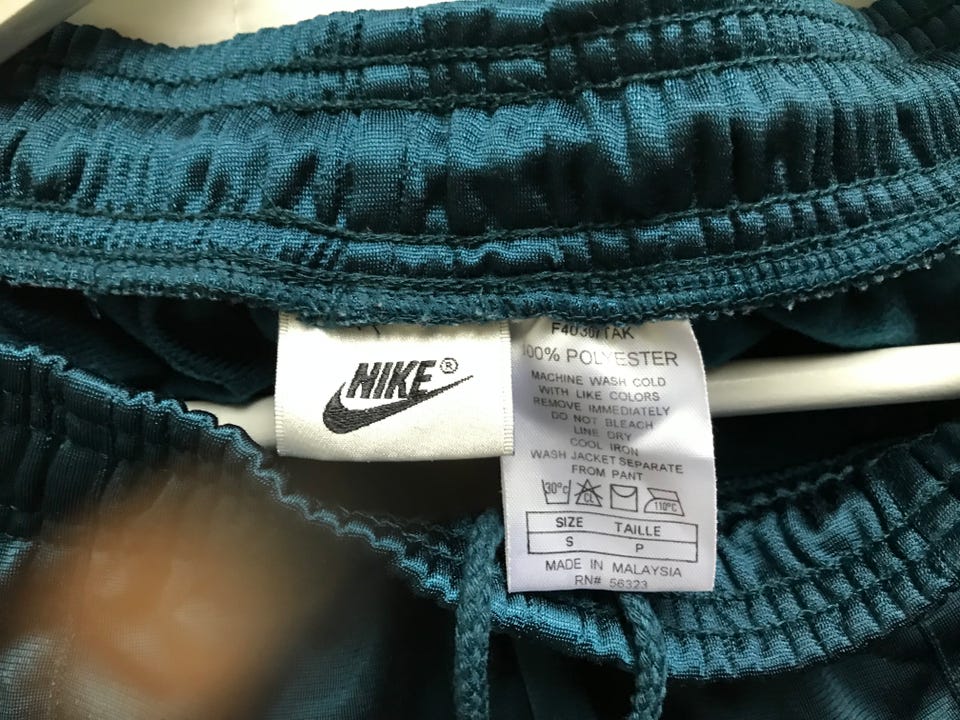 NIKE®
100% POLYESTER
MACHINE WASH COLD
WITH LIKE COLORS
REMOVE IMMEDIATELY
DO NOT BLEACH
LINE DRY
COOL IRON
WASH JACKET SEPARATE
FROM PANT
30°C CL 110°C
SIZE TAILLE
S P
MADE IN MALAYSIA
RN# 56323